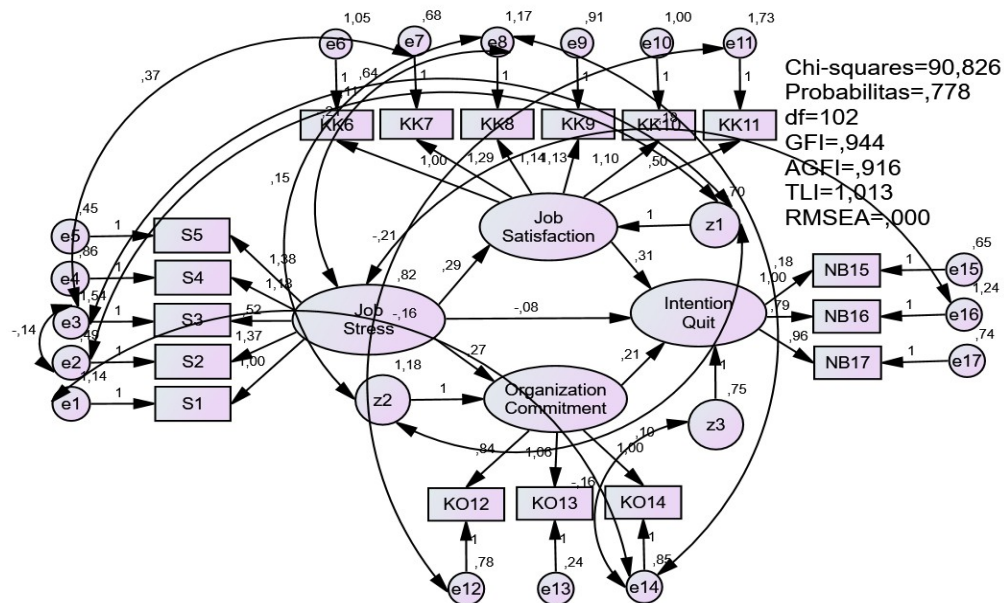 1,05
,68
1,17
,91
1,00
1,73
e6
e7
e8
e9
e10
e11
,37
1
,64
1
1
1
1
1
,11
Chi-squares=90,826
Probabilitas=,778
df=102
GFI=,944
AGFI=,916
TLI=1,013
RMSEA=,000
KK6
KK7
KK8
KK9
KK10
KK11
1,00
1,29
1,14
1,13
1,10
,50
,15
,70
,45
e5
1
S5
-,21
Job
Satisfaction
1
z1
,86
e4
1
S4
1,38
,82
,29
,31
,18
NB15
1
e15
,65
1,54
e3
1
S3
,52
Job
Stress
-,16
-,08
Intention
Quit
1,00
,79
NB16
1
e16
1,24
-,14
,49
e2
1
S2
1,37
,96
NB17
1
e17
,74
1,14
e1
1
S1
1,00
,27
,21
1,18
z2
1
Organization
Commitment
1
,75
z3
,84
1,06
1,00
,10
-,16
KO12
KO13
KO14
1
1
1
,78
,24
,85
e12
e13
e14